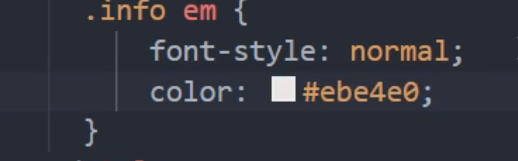 .info em {
font-style: normal;
color: #ebe4e0;
}